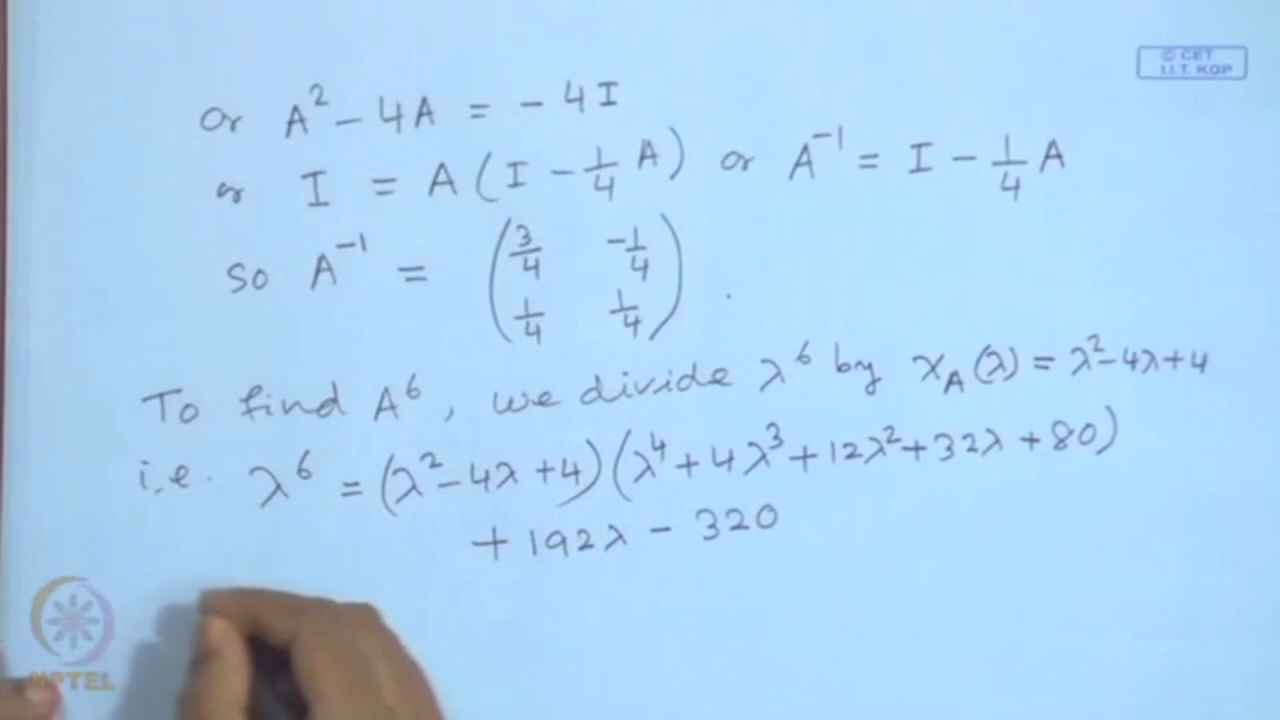 © CET
I.I.T. KGP
Or A² - 4A = - 4I
or I = A(I - 1/4 A) or A⁻¹ = I - 1/4 A
So A⁻¹ = (3/4 -1/4
1/4 1/4).
To find A⁶, we divide λ⁶ by χ_A(λ) = λ²-4λ+4
i.e. λ⁶ = (λ²-4λ+4)(λ⁴+4λ³+12λ²+32λ+80)
+ 192λ - 320
NPTEL